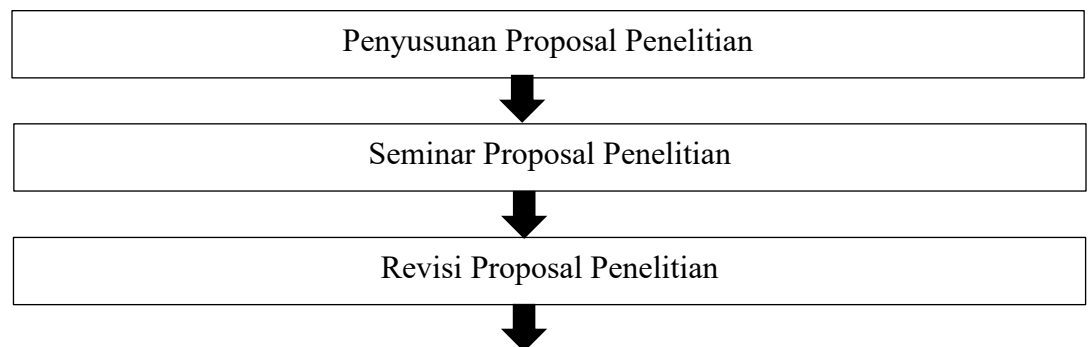 Penyusunan Proposal Penelitian
Seminar Proposal Penelitian
Revisi Proposal Penelitian